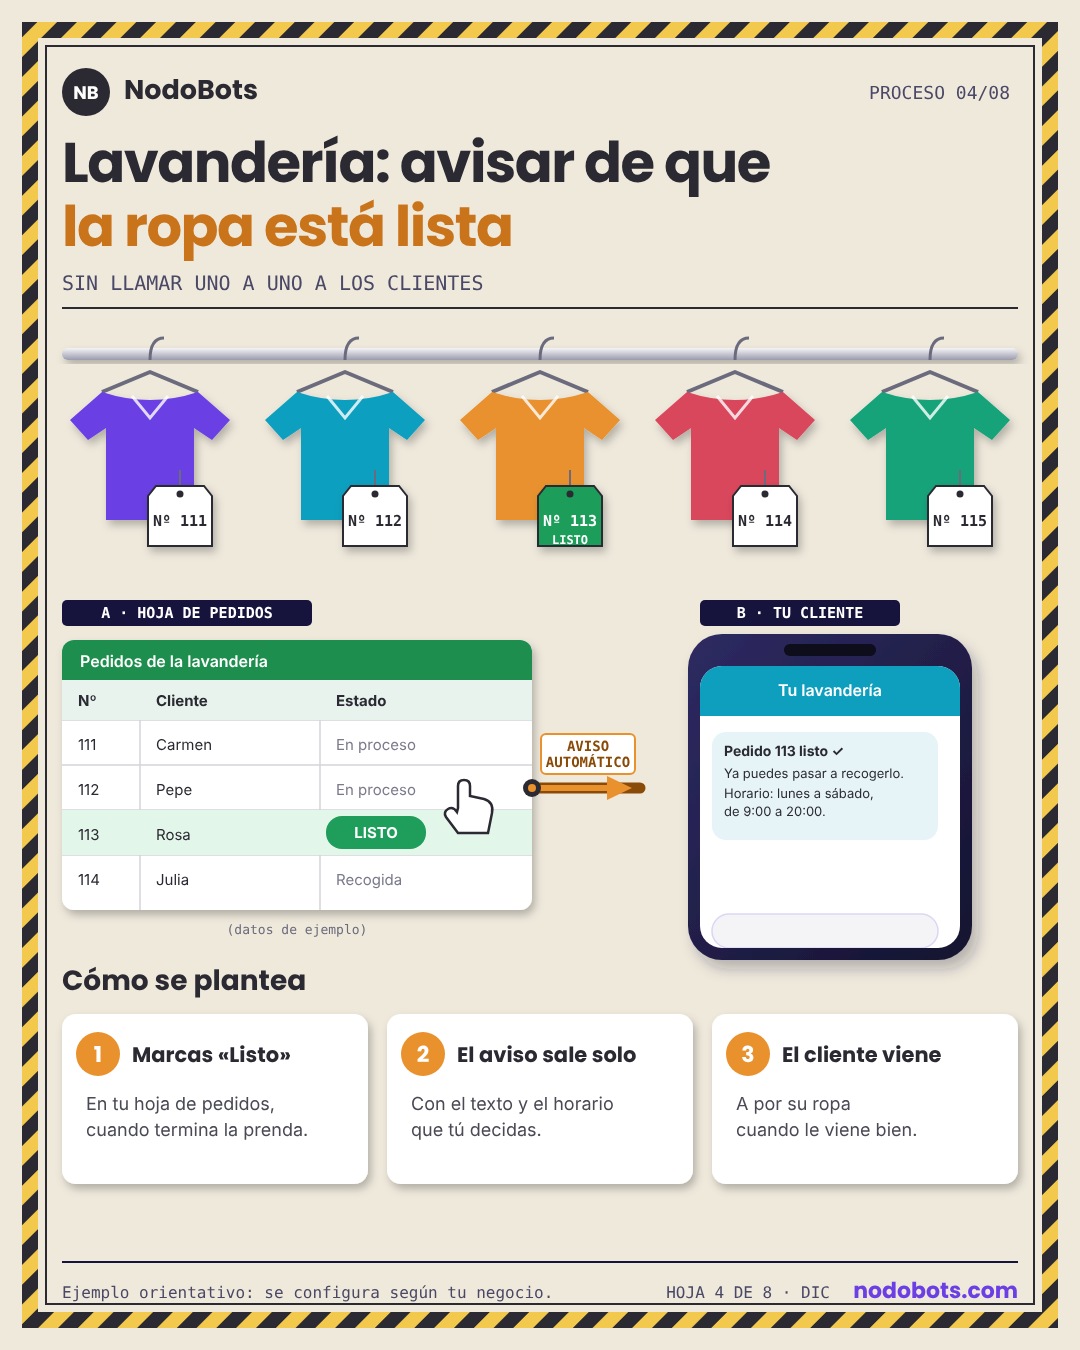 NB NodoBots
PROCESO 04/08
Lavandería: avisar de que
la ropa está lista
SIN LLAMAR UNO A UNO A LOS CLIENTES
Nº 111
Nº 112
Nº 113
LISTO
Nº 114
Nº 115
A · HOJA DE PEDIDOS
Pedidos de la lavandería
Nº Cliente Estado
111 Carmen En proceso
112 Pepe En proceso
113 Rosa LISTO
114 Julia Recogida
(datos de ejemplo)
AVISO
AUTOMÁTICO
B · TU CLIENTE
Tu lavandería
Pedido 113 listo ✓
Ya puedes pasar a recogerlo.
Horario: lunes a sábado,
de 9:00 a 20:00.
Cómo se plantea
1 Marcas «Listo»
En tu hoja de pedidos,
cuando termina la prenda.
2 El aviso sale solo
Con el texto y el horario
que tú decidas.
3 El cliente viene
A por su ropa
cuando le viene bien.
Ejemplo orientativo: se configura según tu negocio.
HOJA 4 DE 8 · DIC
nodobots.com